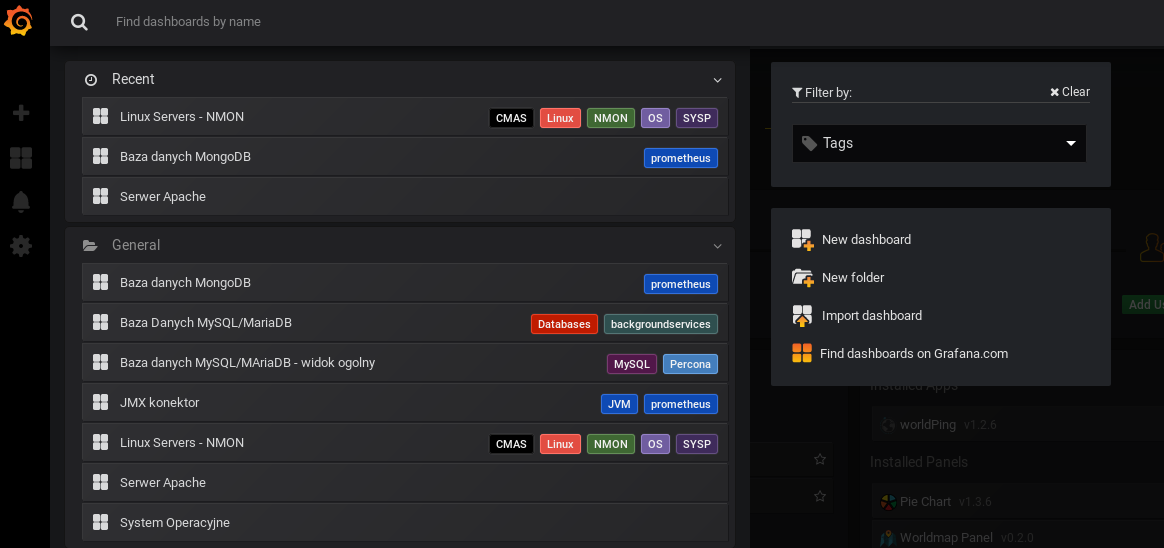 Find dashboards by name
Recent
Linux Servers - NMON CMAS Linux NMON OS SYSP
Baza danych MongoDB prometheus
Serwer Apache
General
Baza danych MongoDB prometheus
Baza Danych MySQL/MariaDB Databases backgroundservices
Baza danych MySQL/MAriaDB - widok ogolny MySQL Percona
JMX konektor JVM prometheus
Linux Servers - NMON CMAS Linux NMON OS SYSP
Serwer Apache
System Operacyjne
Filter by: Clear
Tags
New dashboard
New folder
Import dashboard
Find dashboards on Grafana.com
Add
Installed Apps
worldPing v1.2.6
Installed Panels
Pie Chart v1.3.6
Worldmap Panel v0.2.0